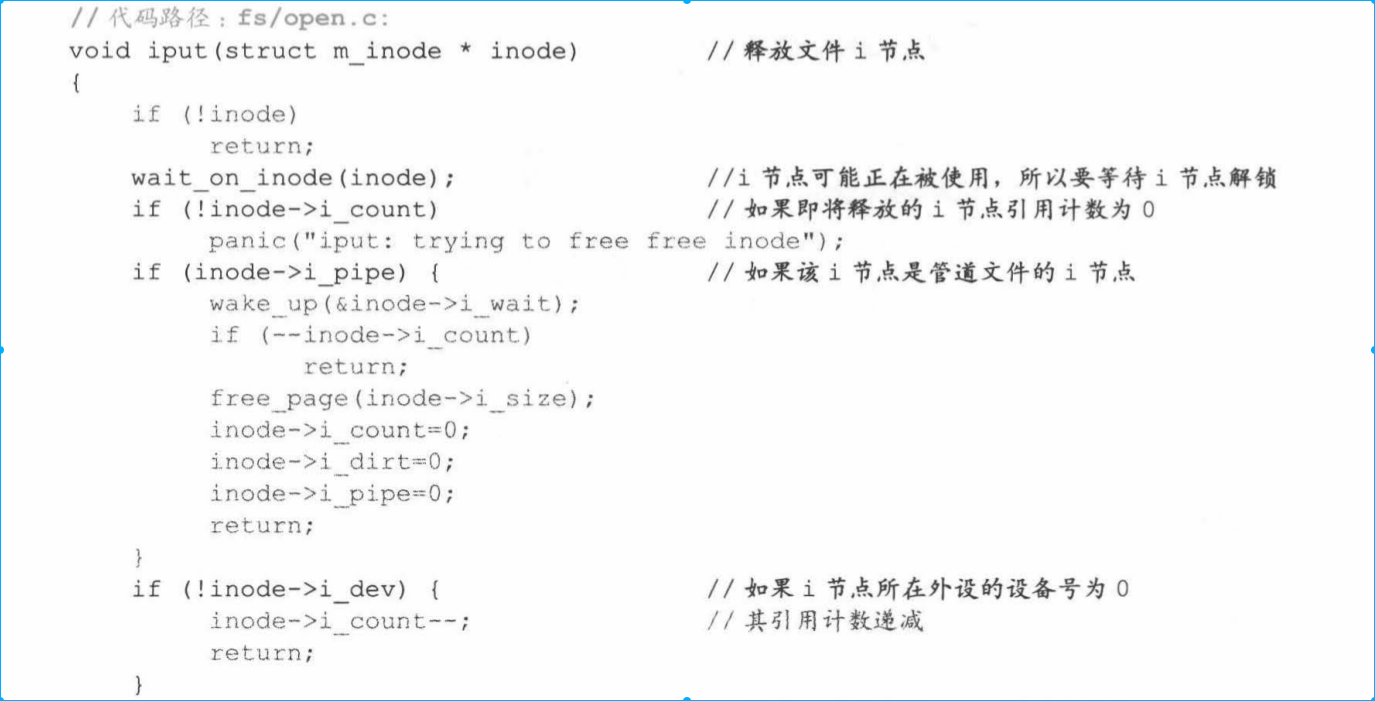 //代码路径：fs/open.c:
void iput(struct m_inode * inode) //释放文件 i 节点
{
if (!inode)
return;
wait_on_inode(inode); //i 节点可能正在被使用，所以要等待 i 节点解锁
if (!inode->i_count) //如果即将释放的 i 节点引用计数为 0
panic("iput: trying to free free inode");
if (inode->i_pipe) { //如果该 i 节点是管道文件的 i 节点
wake_up(&inode->i_wait);
if (--inode->i_count)
return;
free_page(inode->i_size);
inode->i_count=0;
inode->i_dirt=0;
inode->i_pipe=0;
return;
}
if (!inode->i_dev) { //如果 i 节点所在外设的设备号为 0
inode->i_count--; //其引用计数递减
return;
}